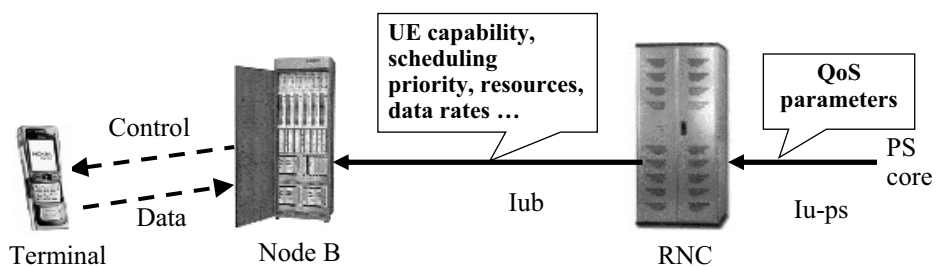 UE capability,
scheduling
priority, resources,
data rates …
QoS
parameters
Control
PS
core
Data
Iub
Iu-ps
Terminal
Node B
RNC